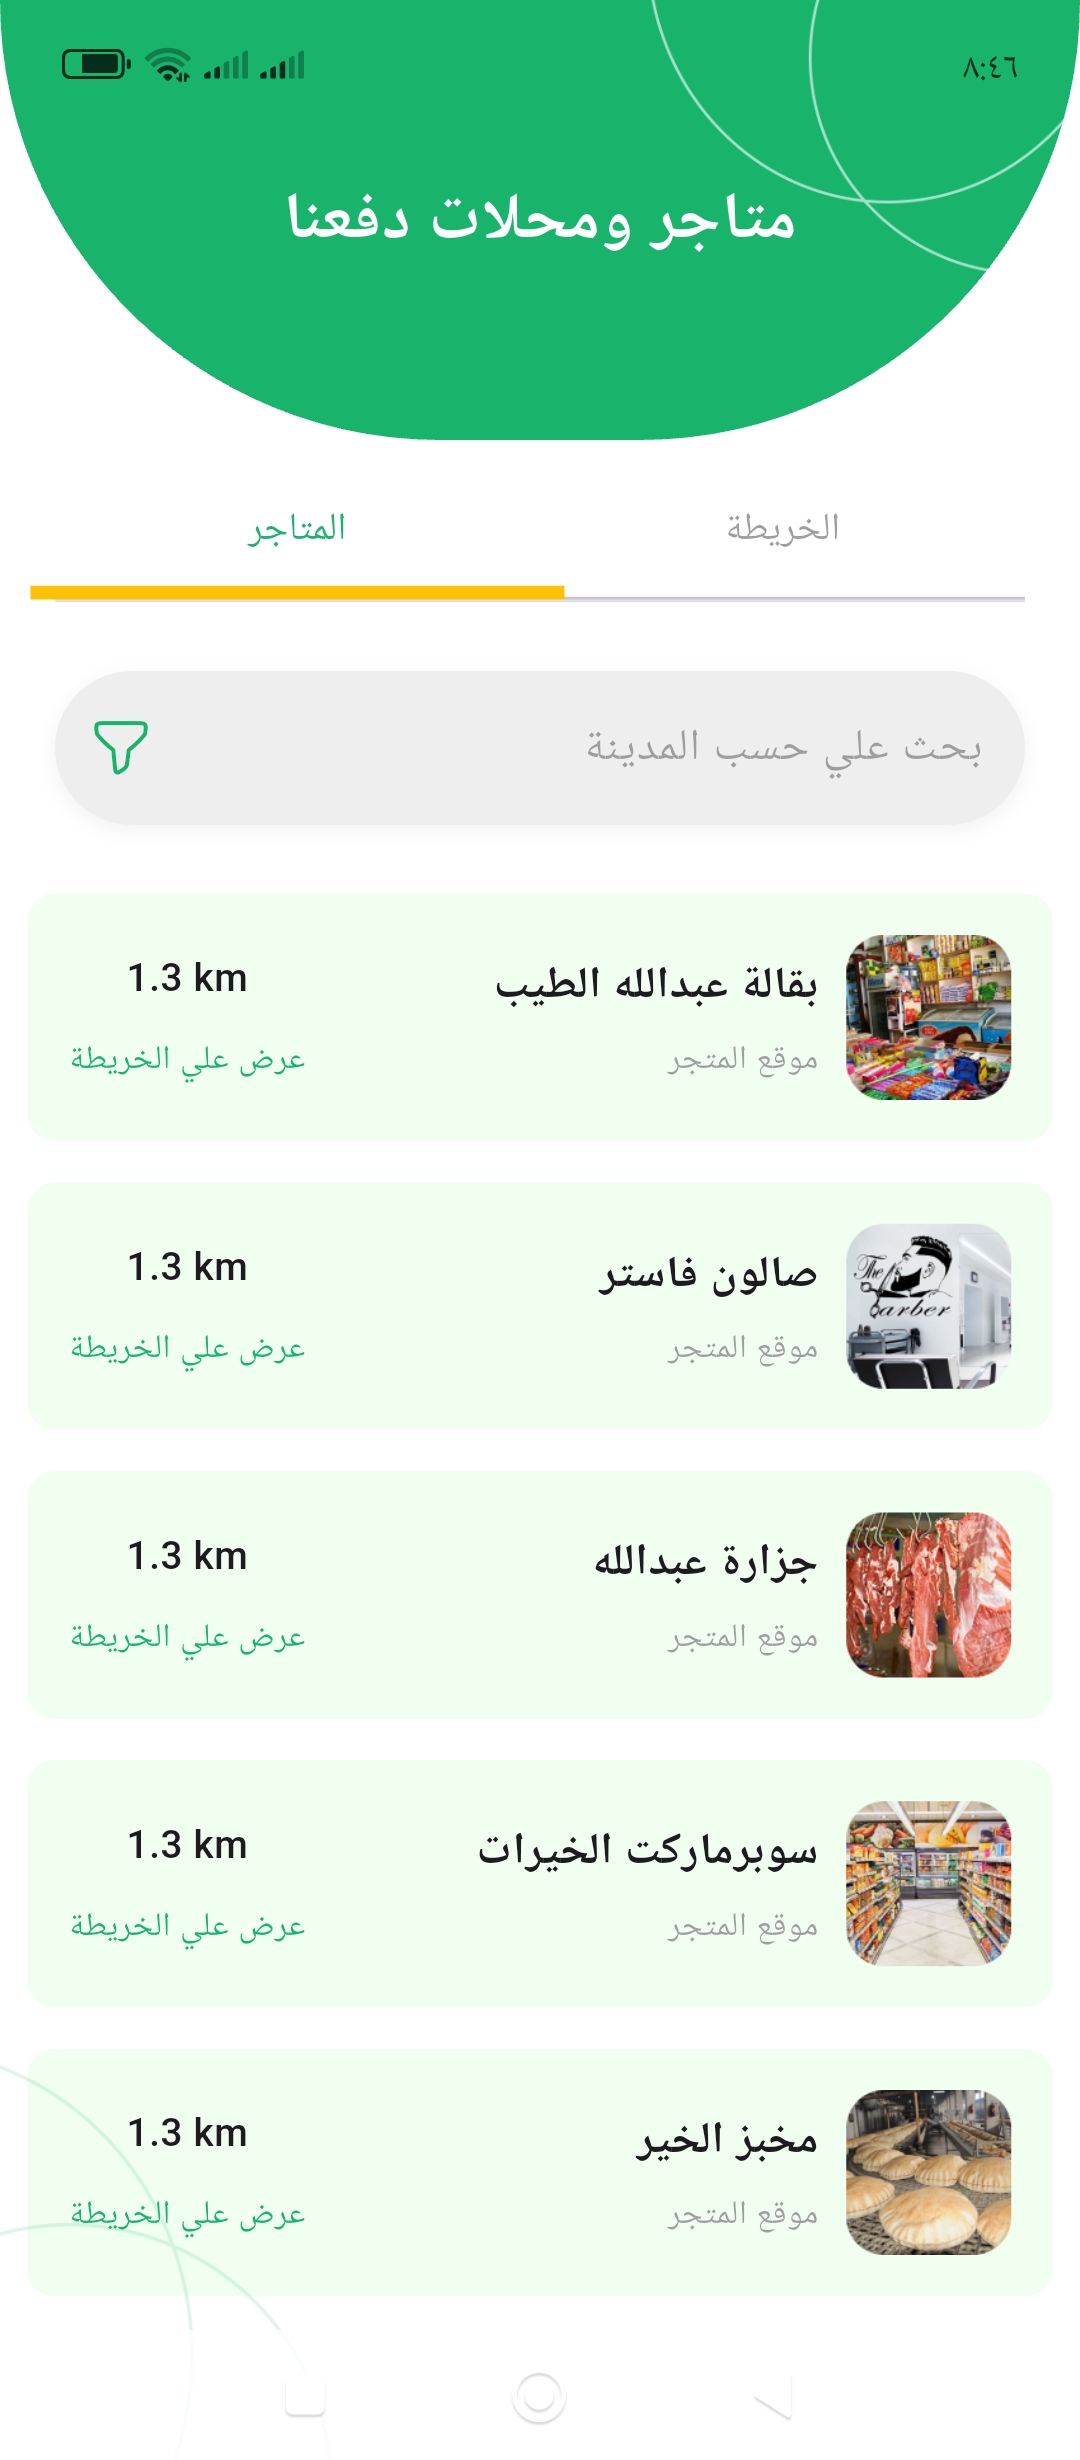 ٨:٤٦
متاجر ومحلات دفعنا
الخريطة
المتاجر
بحث علي حسب المدينة
بقالة عبدالله الطيب
1.3 km
موقع المتجر
عرض علي الخريطة
The Barber
صالون فاستر
1.3 km
موقع المتجر
عرض علي الخريطة
جزارة عبدالله
1.3 km
موقع المتجر
عرض علي الخريطة
سوبرماركت الخيرات
1.3 km
موقع المتجر
عرض علي الخريطة
مخبز الخير
1.3 km
موقع المتجر
عرض علي الخريطة